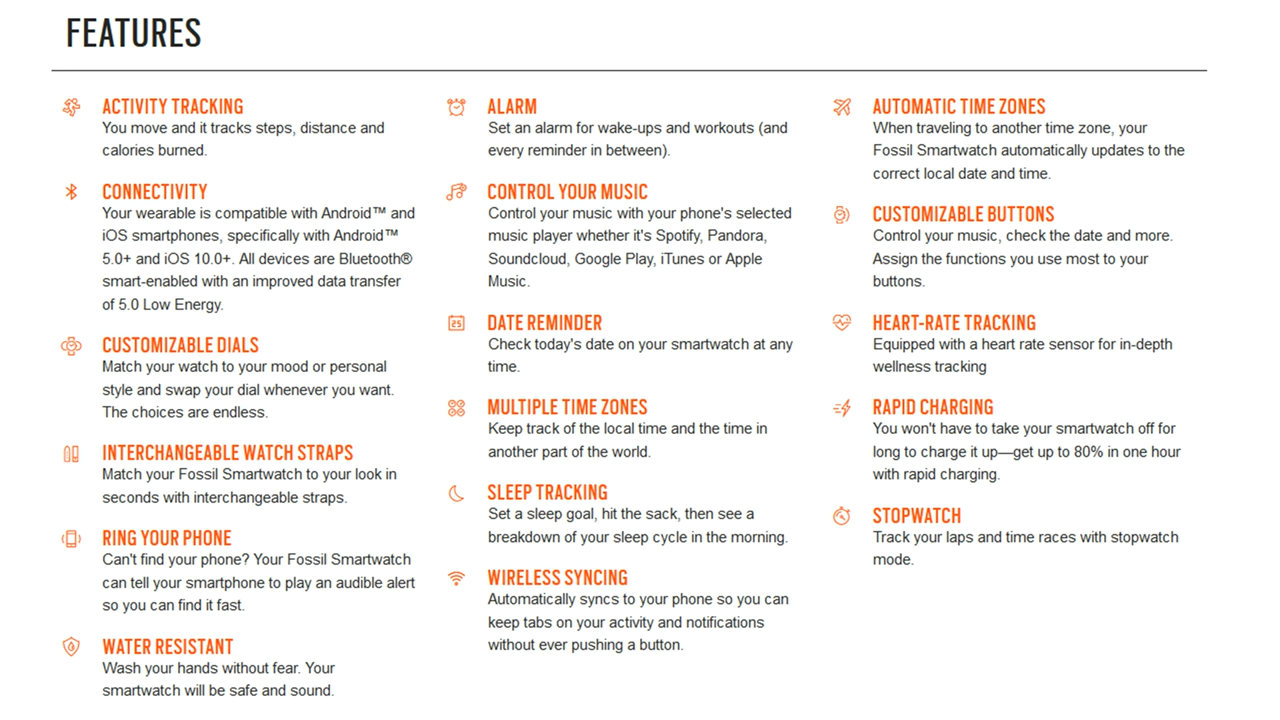 FEATURES
ACTIVITY TRACKING
You move and it tracks steps, distance and
calories burned.
CONNECTIVITY
Your wearable is compatible with Android™ and
iOS smartphones, specifically with Android™
5.0+ and iOS 10.0+. All devices are Bluetooth®
smart-enabled with an improved data transfer
of 5.0 Low Energy.
CUSTOMIZABLE DIALS
Match your watch to your mood or personal
style and swap your dial whenever you want.
The choices are endless.
INTERCHANGEABLE WATCH STRAPS
Match your Fossil Smartwatch to your look in
seconds with interchangeable straps.
RING YOUR PHONE
Can't find your phone? Your Fossil Smartwatch
can tell your smartphone to play an audible alert
so you can find it fast.
WATER RESISTANT
Wash your hands without fear. Your
smartwatch will be safe and sound.
ALARM
Set an alarm for wake-ups and workouts (and
every reminder in between).
CONTROL YOUR MUSIC
Control your music with your phone's selected
music player whether it's Spotify, Pandora,
Soundcloud, Google Play, iTunes or Apple
Music.
25
DATE REMINDER
Check today's date on your smartwatch at any
time.
MULTIPLE TIME ZONES
Keep track of the local time and the time in
another part of the world.
SLEEP TRACKING
Set a sleep goal, hit the sack, then see a
breakdown of your sleep cycle in the morning.
WIRELESS SYNCING
Automatically syncs to your phone so you can
keep tabs on your activity and notifications
without ever pushing a button.
AUTOMATIC TIME ZONES
When traveling to another time zone, your
Fossil Smartwatch automatically updates to the
correct local date and time.
CUSTOMIZABLE BUTTONS
Control your music, check the date and more.
Assign the functions you use most to your
buttons.
HEART-RATE TRACKING
Equipped with a heart rate sensor for in-depth
wellness tracking
RAPID CHARGING
You won't have to take your smartwatch off for
long to charge it up—get up to 80% in one hour
with rapid charging.
STOPWATCH
Track your laps and time races with stopwatch
mode.